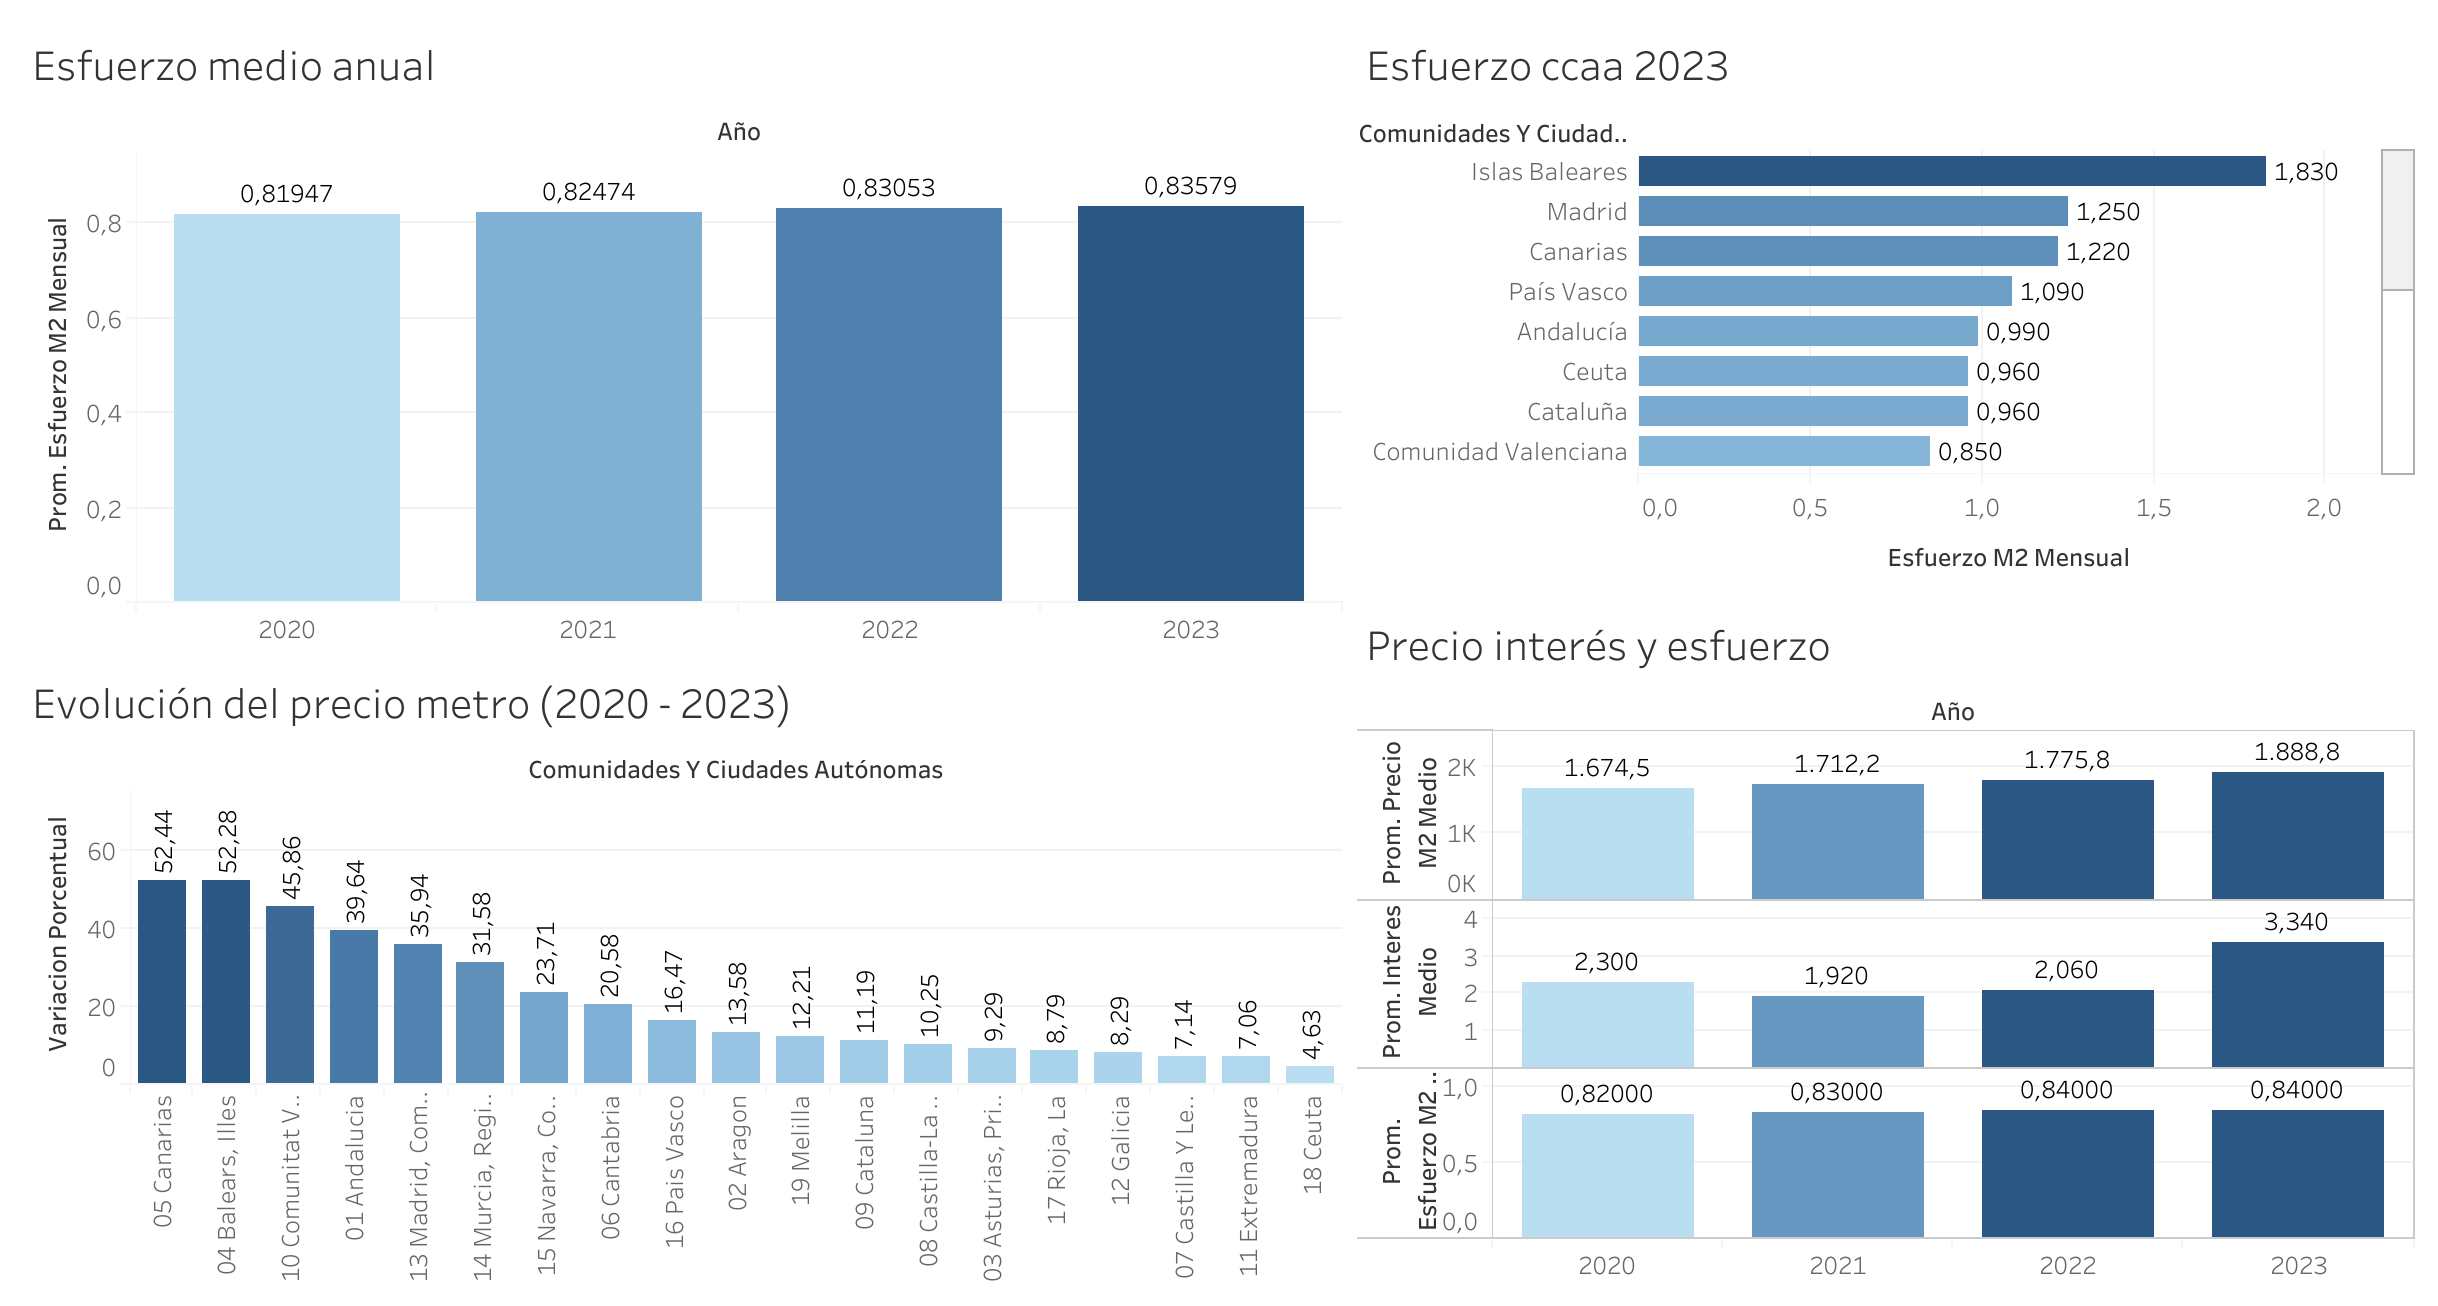 Esfuerzo medio anual
Año
Prom. Esfuerzo M2 Mensual
0,8
0,6
0,4
0,2
0,0
0,81947
0,82474
0,83053
0,83579
2020
2021
2022
2023
Esfuerzo ccaa 2023
Comunidades Y Ciudad..
Islas Baleares 1,830
Madrid 1,250
Canarias 1,220
País Vasco 1,090
Andalucía 0,990
Ceuta 0,960
Cataluña 0,960
Comunidad Valenciana 0,850
0,0 0,5 1,0 1,5 2,0
Esfuerzo M2 Mensual
Evolución del precio metro (2020 - 2023)
Comunidades Y Ciudades Autónomas
Variacion Porcentual
60
40
20
0
52,44
52,28
45,86
39,64
35,94
31,58
23,71
20,58
16,47
13,58
12,21
11,19
10,25
9,29
8,79
8,29
7,14
7,06
4,63
05 Canarias
04 Balears, Illes
10 Comunitat V..
01 Andalucia
13 Madrid, Com..
14 Murcia, Regi..
15 Navarra, Co..
06 Cantabria
16 Pais Vasco
02 Aragon
19 Melilla
09 Cataluna
08 Castilla-La ..
03 Asturias, Pri..
17 Rioja, La
12 Galicia
07 Castilla Y Le..
11 Extremadura
18 Ceuta
Precio interés y esfuerzo
Año
Prom. Precio
M2 Medio
2K
1K
0K
1.674,5
1.712,2
1.775,8
1.888,8
Prom. Interes
Medio
4
3
2
1
2,300
1,920
2,060
3,340
Prom.
Esfuerzo M2 ..
1,0
0,5
0,0
0,82000
0,83000
0,84000
0,84000
2020
2021
2022
2023